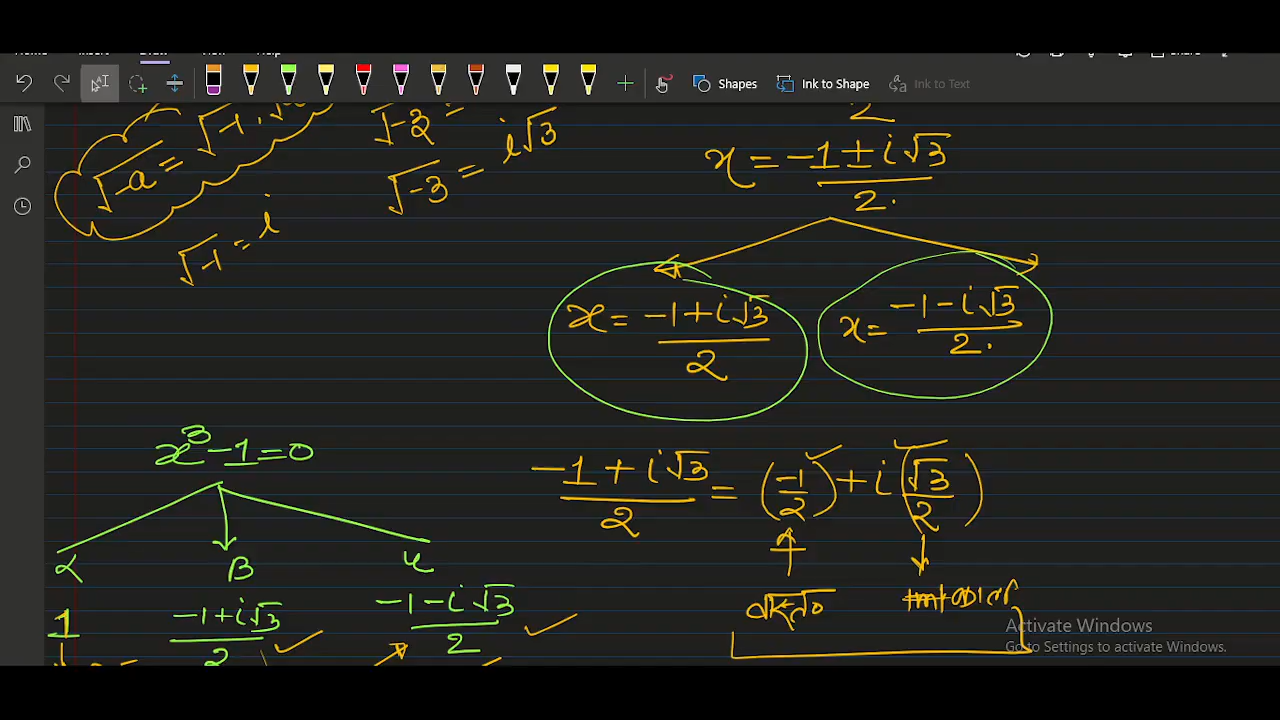 Shapes
Ink to Shape
Ink to Text
√-a = √-1 .
√-3 = i√3
√-1 = i
x = (-1 ± i√3)/2
x = (-1 + i√3)/2
x = (-1 - i√3)/2
x³ - 1 = 0
α β
1 (-1 + i√3)/2 (-1 - i√3)/2
(-1 + i√3)/2 = (-1/2) + i(√3/2)
Activate Windows
Go to Settings to activate Windows.